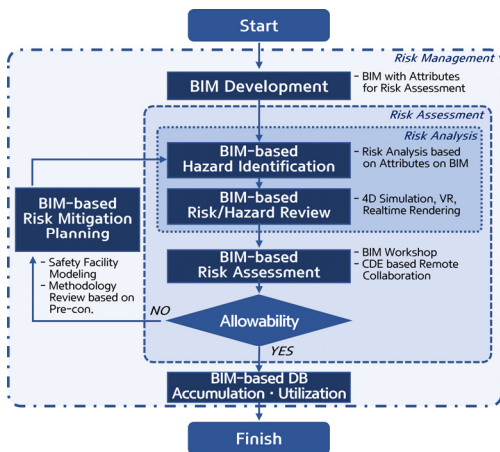 Start
Risk Management
BIM Development
- BIM with Attributes
for Risk Assessment
Risk Assessment
Risk Analysis
BIM-based
Hazard Identification
- Risk Analysis based
on Attributes on BIM
BIM-based
Risk/Hazard Review
- 4D Simulation, VR,
Realtime Rendering
BIM-based
Risk Mitigation
Planning
- Safety Facility
Modeling
- Methodology
Review based on
Pre-con.
BIM-based
Risk Assessment
- BIM Workshop
- CDE based Remote
Collaboration
NO
Allowability
YES
BIM-based DB
Accumulation · Utilization
Finish